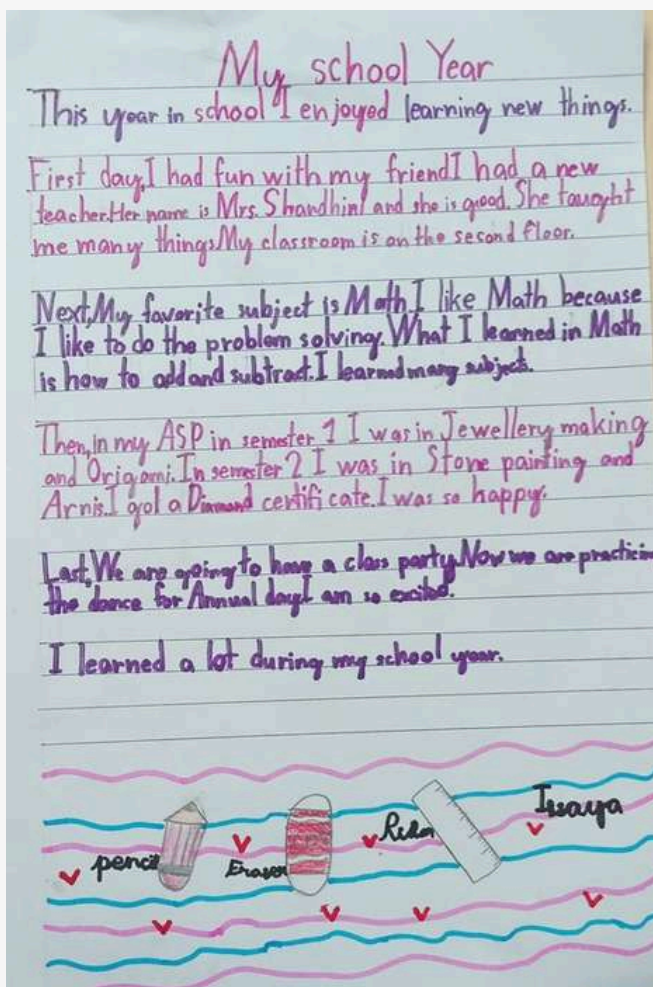 My school Year
This year in school I enjoyed learning new things.
First day,I had fun with my friendI had a new
teacher.Her name is Mrs. Shandhini and she is good. She taught
me many things.My classroom is on the second floor.
Next,My favorite subject is Math.I like Math because
I like to do the problem solving. What I learned in Math
is how to add and subtract.I learned many subject.
Then,in my ASP in semester 1 I was in Jewellery making
and Origami.In semester 2 I was in Stone painting and
Arnis.I got a Diamand certificate.I was so happy.
Last,We are going to have a class party.Now we are practicin
the dance for Annual day.I am so excited.
I learned a lot during my school year.
Issaya
pencil
Eraser